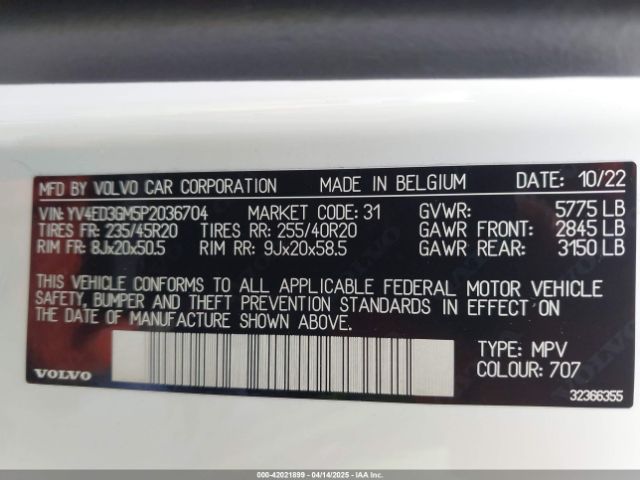 MFD BY VOLVO CAR CORPORATION MADE IN BELGIUM 10/22
VIN: YV4ED3GM5P2036704 MARKET CODE: 31 GVWR: 5775 LB
TIRES FR: 235/45R20 TIRES RR: 255/40R20 GAWR FRONT: 2845 LB
RIM FR: 8Jx20x50.5 RIM RR: 9Jx20x58.5 GAWR REAR: 3150 LB
THIS VEHICLE CONFORMS TO ALL APPLICABLE FEDERAL MOTOR VEHICLE
SAFETY, BUMPER AND THEFT PREVENTION STANDARDS IN EFFECT ON
THE DATE OF MANUFACTURE SHOWN ABOVE.
TYPE: MPV
COLOUR: 707
VOLVO
32366355
000-42021899 - 04/14/2025 - IAAI.COM